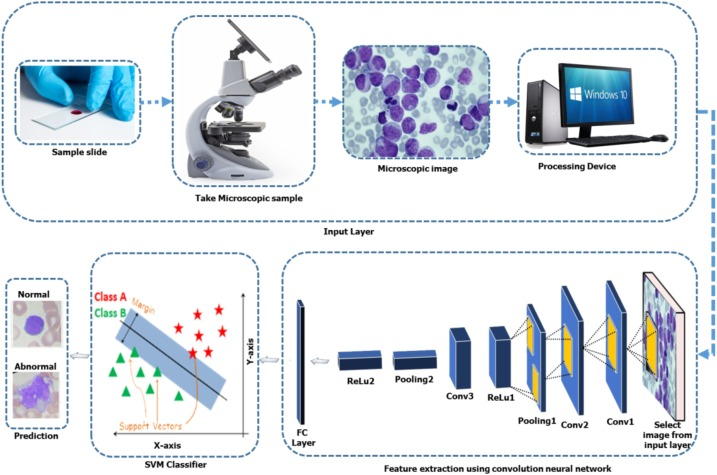 Windows 10
Sample slide
Take Microscopic sample
Microscopic image
Processing Device
Input Layer
Normal
Abnormal
Prediction
Class A
Class B
Margin
Y-axis
Support Vectors
X-axis
SVM Classifier
FC
Layer
ReLu2
Pooling2
Conv3
ReLu1
Pooling1
Conv2
Conv1
Select
image from
input layer
Feature extraction using convolution neural network